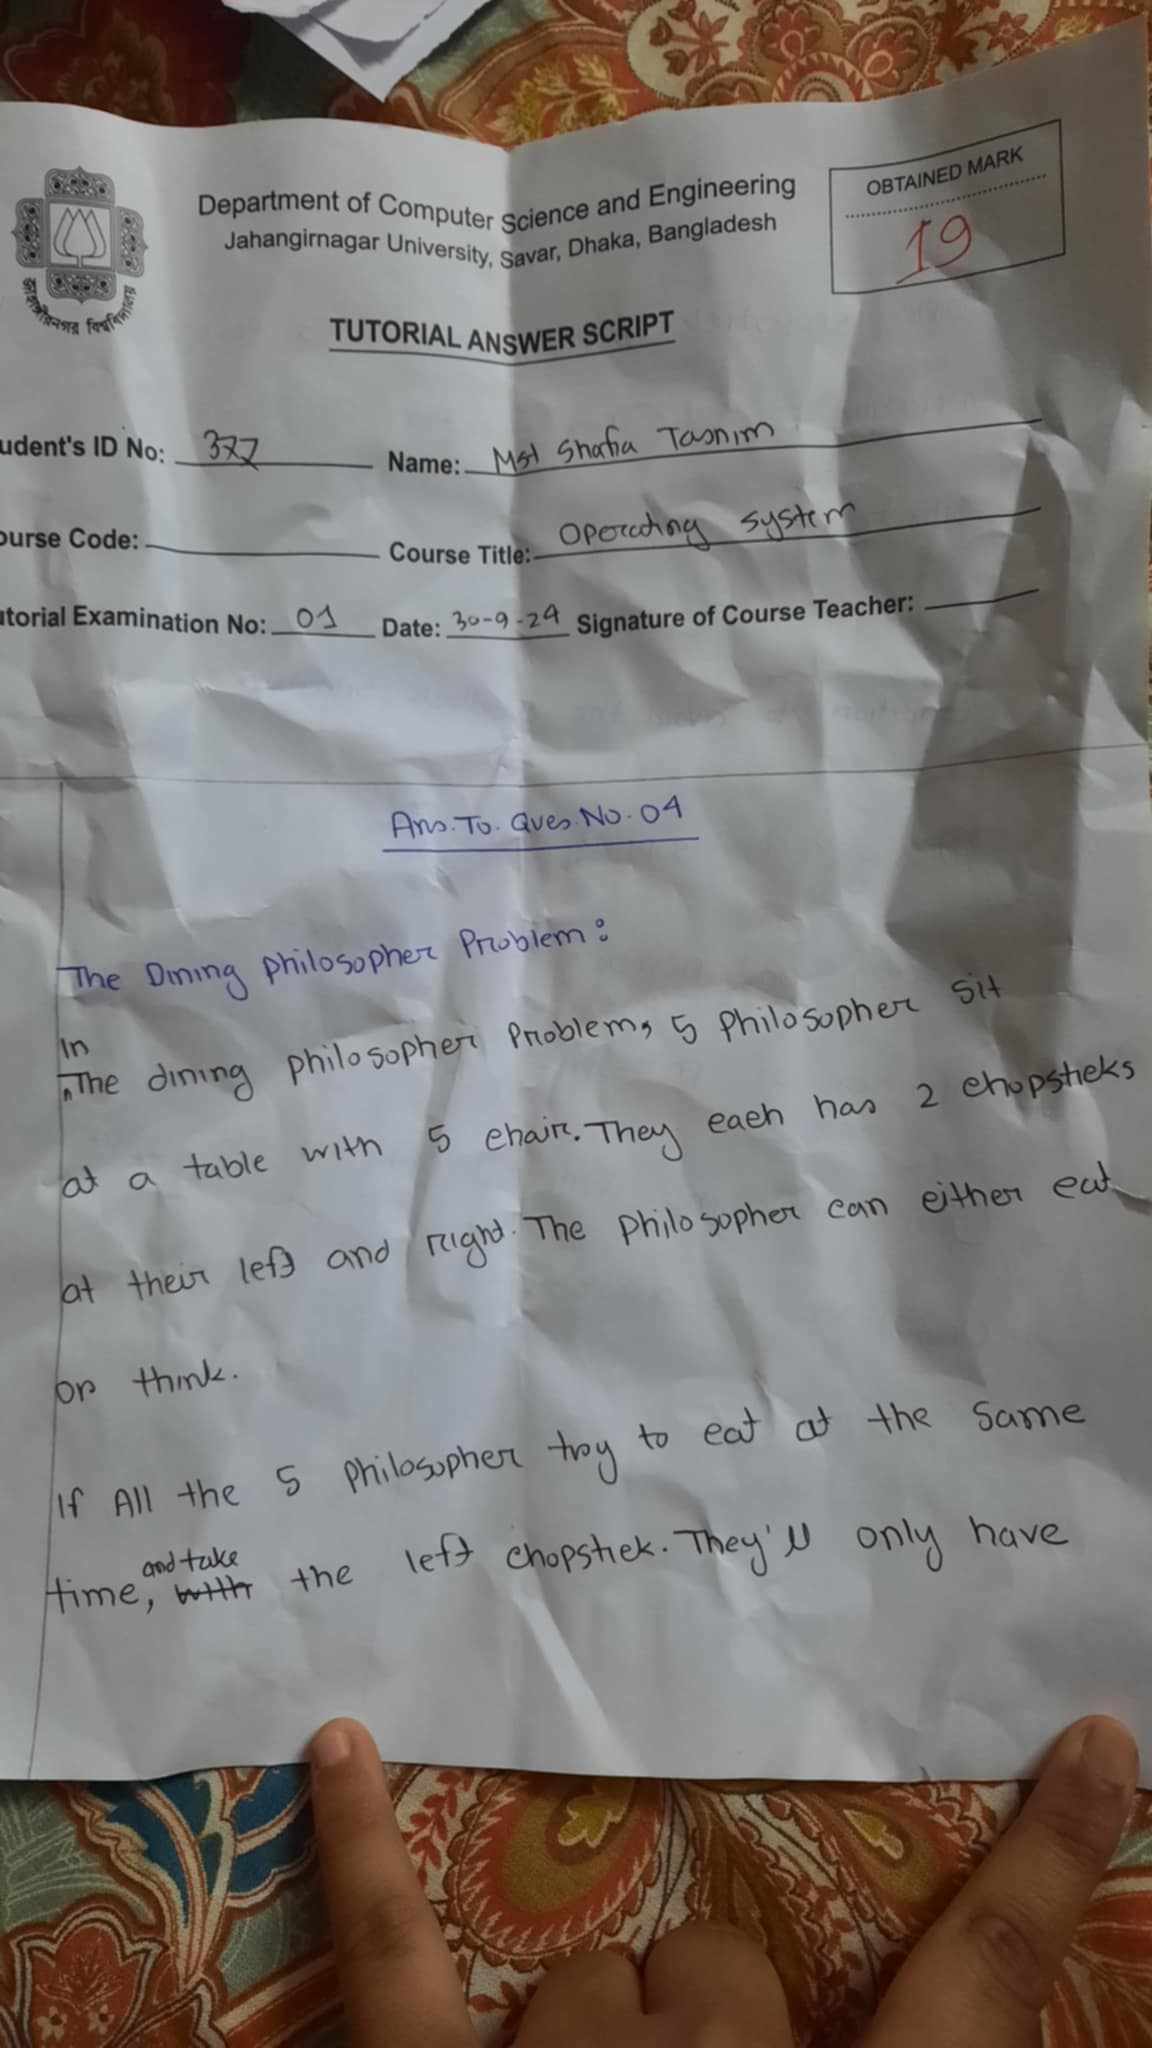 Department of Computer Science and Engineering
Jahangirnagar University, Savar, Dhaka, Bangladesh
OBTAINED MARK
19
জাহাঙ্গীরনগর বিশ্ববিদ্যালয়
TUTORIAL ANSWER SCRIPT
udent's ID No: 377 Name: Mst Shafia Tasnim
ourse Code: Course Title: Operating system
utorial Examination No: 01 Date: 30-9-24 Signature of Course Teacher:
Ans. To. Ques. No. 04
The Dining philosopher Problem:
In
The dining philosopher Problem, 5 philosopher sit
at a table with 5 chair. They each has 2 chopsticks
at their left and right. The philosopher can either eat
or think.
If All the 5 philosopher try to eat at the same
and take
time, with the left chopstick. They'll only have